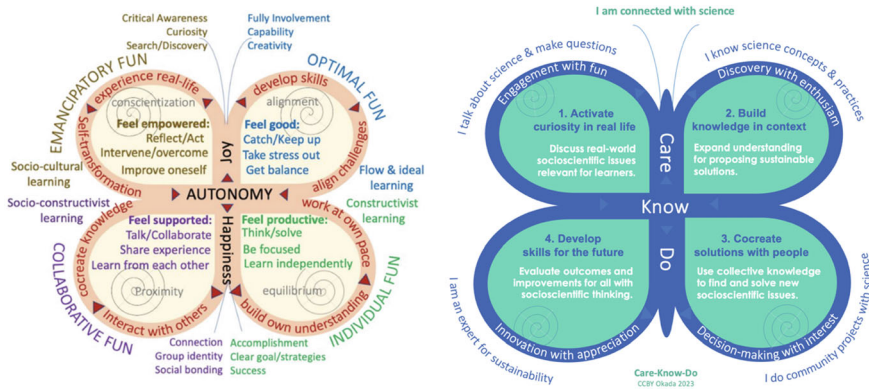 Critical Awareness
Curiosity
Search/Discovery
Fully Involvement
Capability
Creativity
EMANCIPATORY FUN
OPTIMAL FUN
experience real-life
develop skills
conscientization
alignment
Feel empowered:
Reflect/Act
Intervene/overcome
Improve oneself
Feel good:
Catch/Keep up
Take stress out
Get balance
Self-transformation
align challenges
Joy
Socio-cultural
learning
Flow & ideal
learning
AUTONOMY
Socio-constructivist
learning
Constructivist
learning
Happiness
cocreate knowledge
work at own pace
Feel supported:
Talk/Collaborate
Share experience
Learn from each other
Feel productive:
Think/solve
Be focused
Learn independently
Proximity
equilibrium
Interact with others
build own understanding
COLLABORATIVE FUN
INDIVIDUAL FUN
Connection
Group identity
Social bonding
Accomplishment
Clear goal/strategies
Success
I am connected with science
I talk about science & make questions
I know science concepts & practices
Engagement with fun
Discovery with enthusiam
1. Activate
curiosity in real life
Discuss real-world
socioscientific issues
relevant for learners.
2. Build
knowledge in context
Expand understanding
for proposing sustainable
solutions.
Care
Know
Do
4. Develop
skills for the future
Evaluate outcomes and
improvements for all with
socioscientific thinking.
3. Cocreate
solutions with people
Use collective knowledge
to find and solve new
socioscientific issues.
Innovation with appreciation
Decision-making with interest
I am an expert for sustainability
I do community projects with science
Care-Know-Do
CCBY Okada 2023